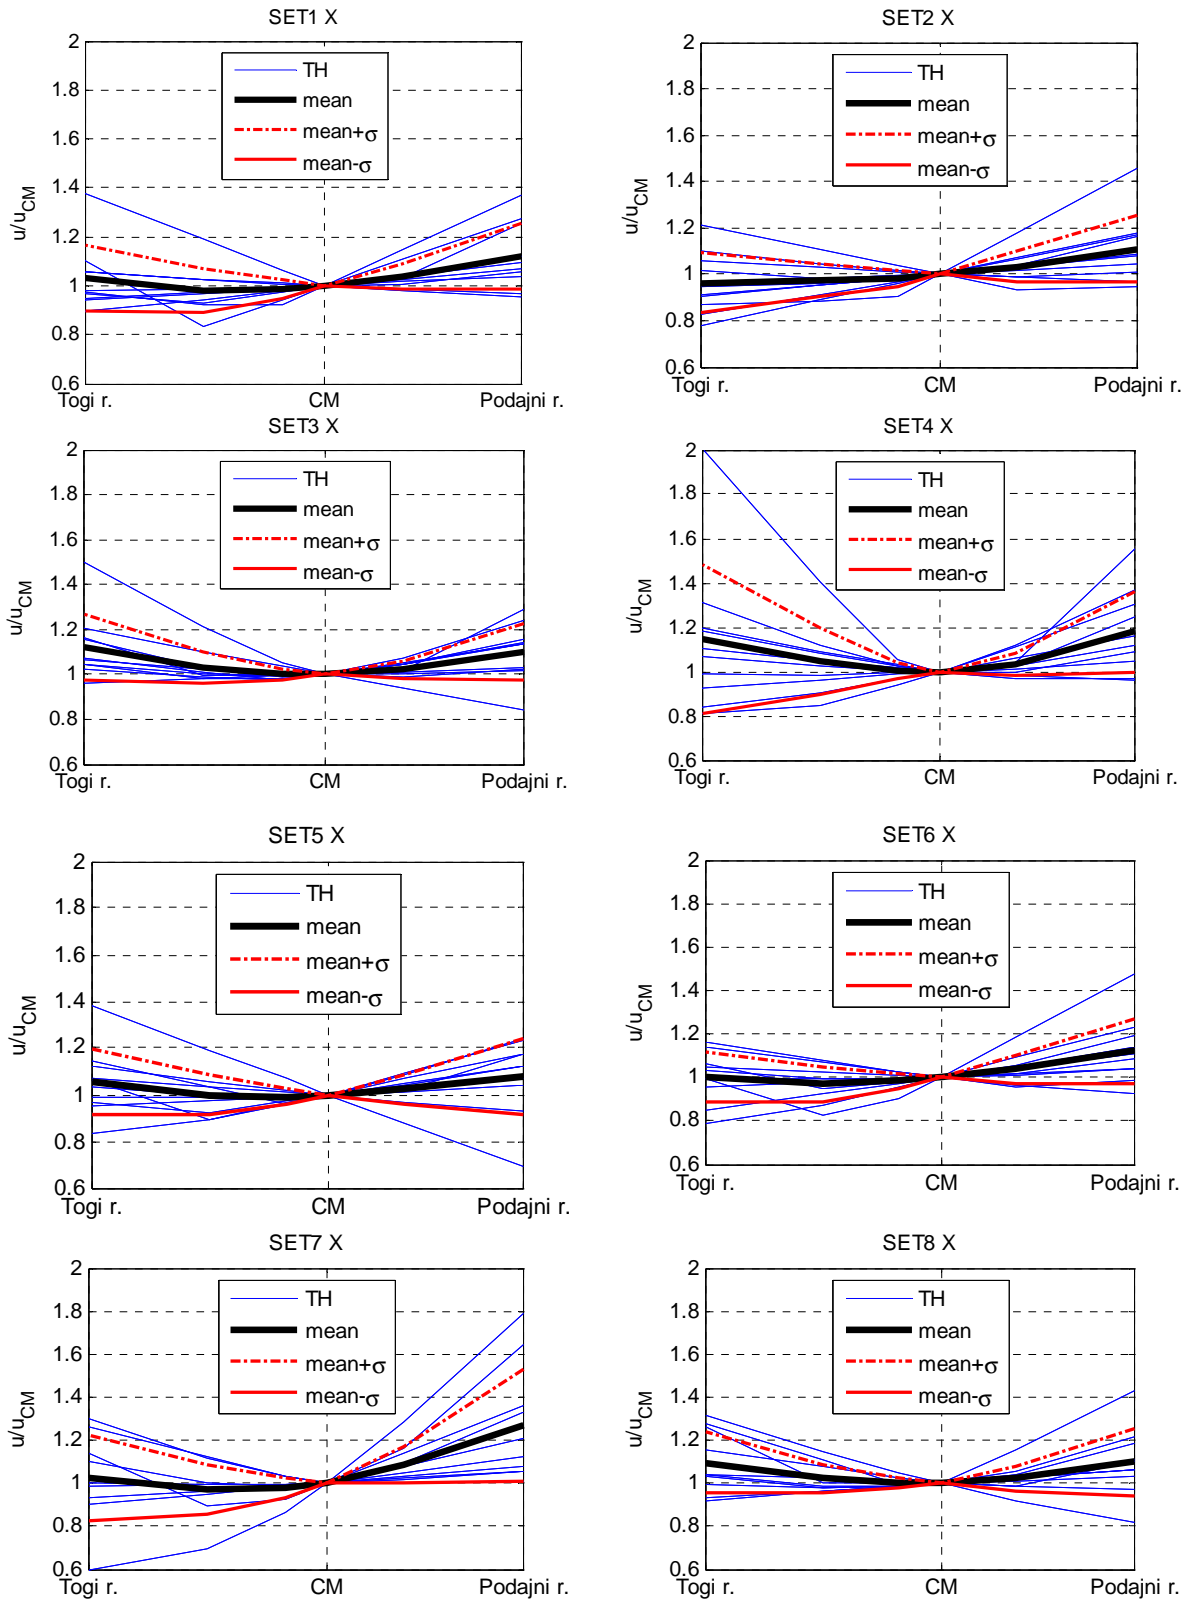 SET1 X
2
1.8
1.6
1.4
1.2
1
0.8
0.6
u/uCM
TH
mean
mean+σ
mean-σ
Togi r.
CM
Podajni r.
SET2 X
2
1.8
1.6
1.4
1.2
1
0.8
0.6
u/uCM
TH
mean
mean+σ
mean-σ
Togi r.
CM
Podajni r.
SET3 X
2
1.8
1.6
1.4
1.2
1
0.8
0.6
u/uCM
TH
mean
mean+σ
mean-σ
Togi r.
CM
Podajni r.
SET4 X
2
1.8
1.6
1.4
1.2
1
0.8
0.6
u/uCM
TH
mean
mean+σ
mean-σ
Togi r.
CM
Podajni r.
SET5 X
2
1.8
1.6
1.4
1.2
1
0.8
0.6
u/uCM
TH
mean
mean+σ
mean-σ
Togi r.
CM
Podajni r.
SET6 X
2
1.8
1.6
1.4
1.2
1
0.8
0.6
u/uCM
TH
mean
mean+σ
mean-σ
Togi r.
CM
Podajni r.
SET7 X
2
1.8
1.6
1.4
1.2
1
0.8
0.6
u/uCM
TH
mean
mean+σ
mean-σ
Togi r.
CM
Podajni r.
SET8 X
2
1.8
1.6
1.4
1.2
1
0.8
0.6
u/uCM
TH
mean
mean+σ
mean-σ
Togi r.
CM
Podajni r.